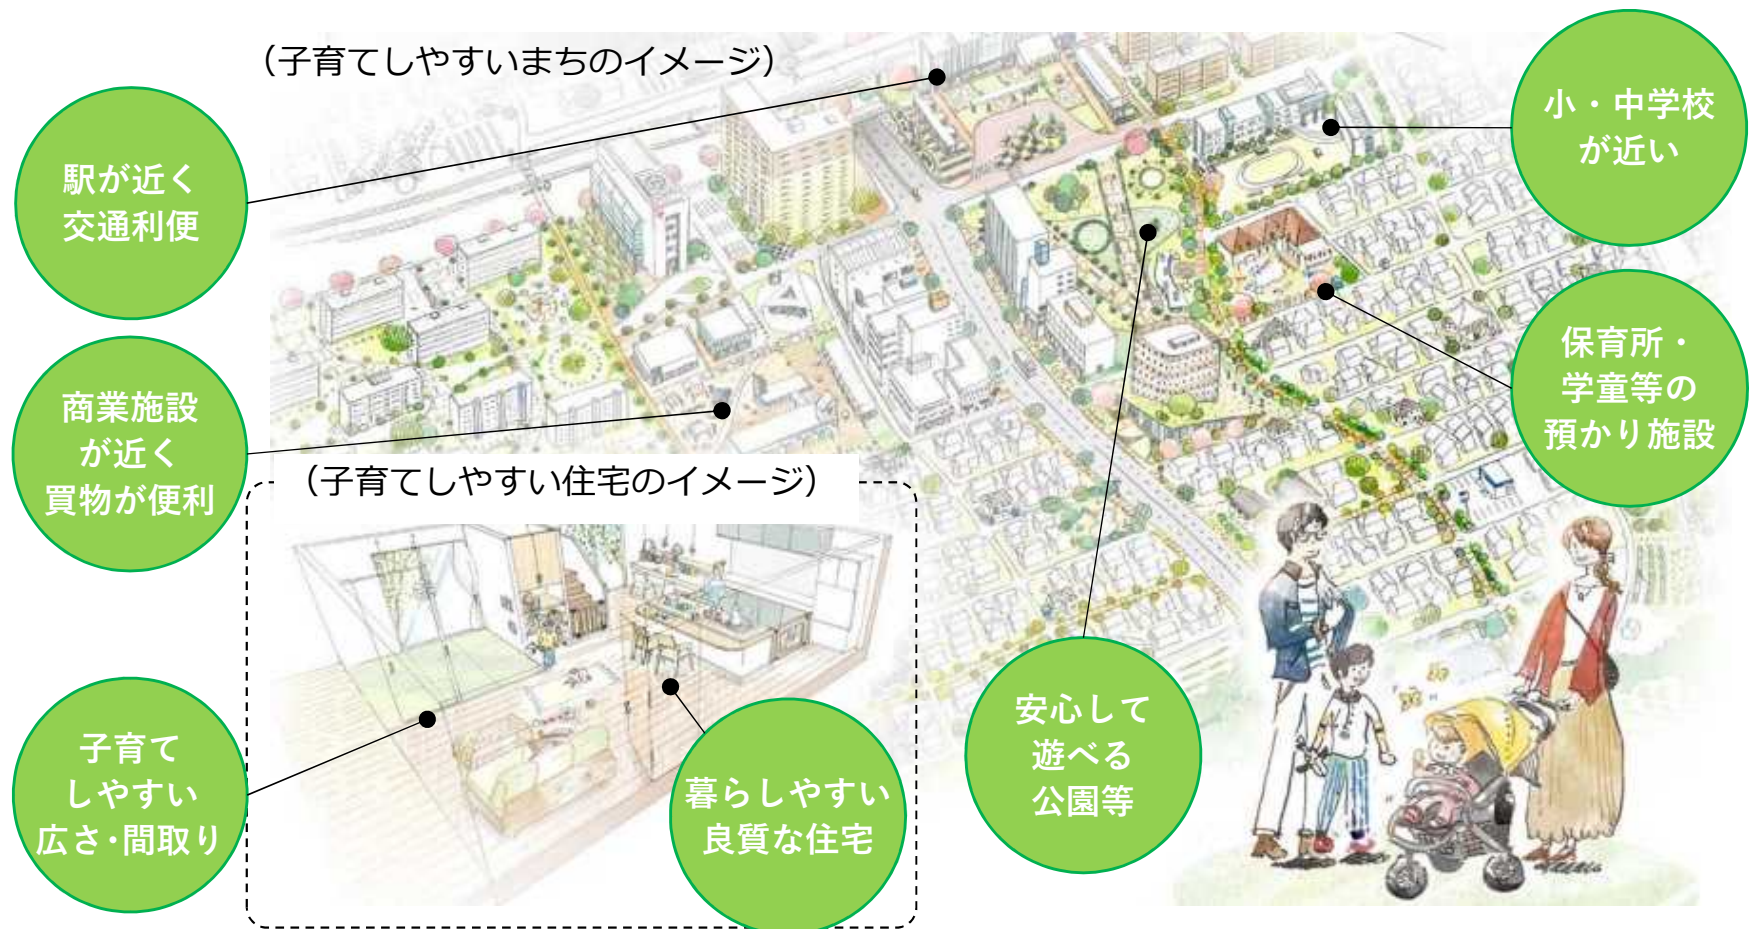 （子育てしやすいまちのイメージ）
駅が近く
交通利便
小・中学校
が近い
商業施設
が近く
買物が便利
保育所・
学童等の
預かり施設
（子育てしやすい住宅のイメージ）
子育て
しやすい
広さ・間取り
暮らしやすい
良質な住宅
安心して
遊べる
公園等